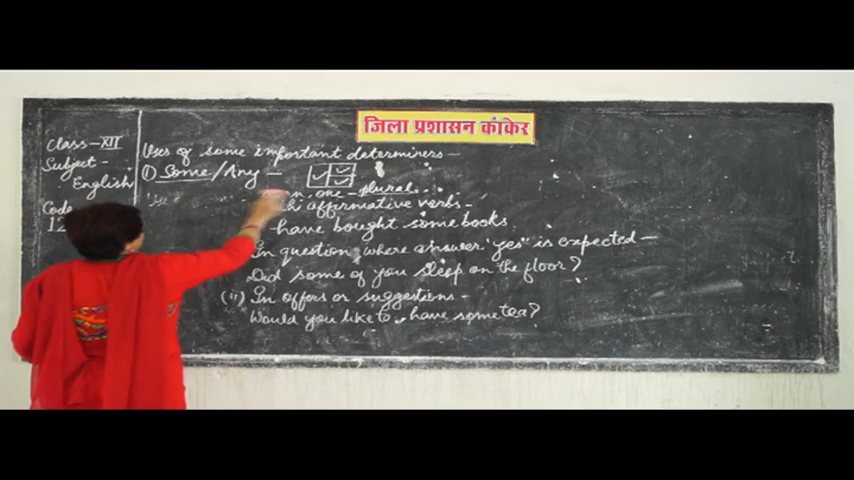 जिला प्रशासन कांकेर
Class-XII
Subject-
English
Code
12
Uses of some important determiners-
(1) Some/Any-
Use
one-plural..
affirmative verbs-
have bought some books.
In question, where answer "yes" is expected-
Did some of you sleep on the floor?
(ii) In offers or suggestions-
Would you like to have some tea?